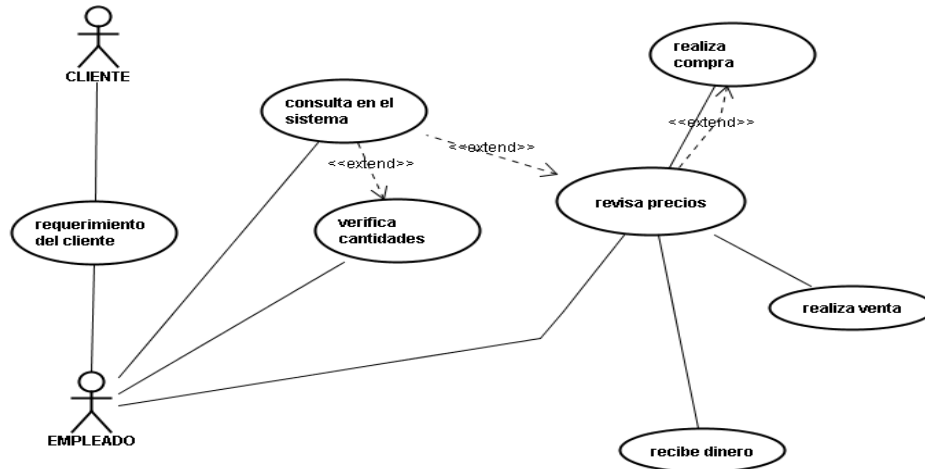 CLIENTE
realiza
compra
consulta en el
sistema
<<extend>>
<<extend>>
<<extend>>
requerimiento
del cliente
verifica
cantidades
revisa precios
realiza venta
EMPLEADO
recibe dinero